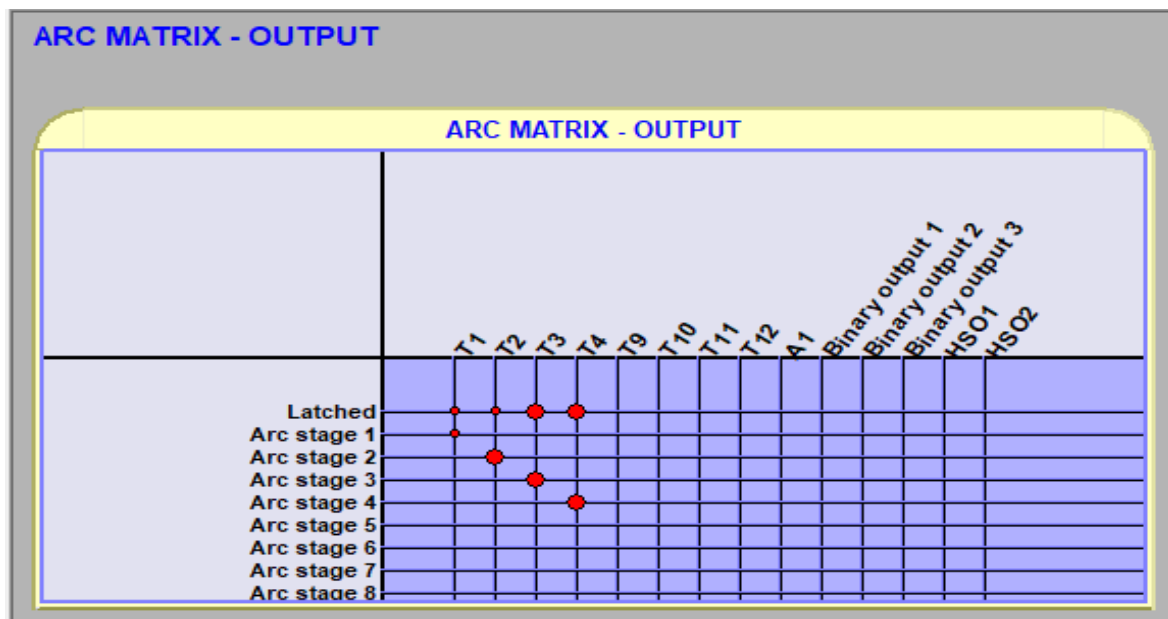 ARC MATRIX - OUTPUT
ARC MATRIX - OUTPUT
T1
T2
T3
T4
T9
T10
T11
T12
A1
Binary output 1
Binary output 2
Binary output 3
HSO1
HSO2
Latched
Arc stage 1
Arc stage 2
Arc stage 3
Arc stage 4
Arc stage 5
Arc stage 6
Arc stage 7
Arc stage 8